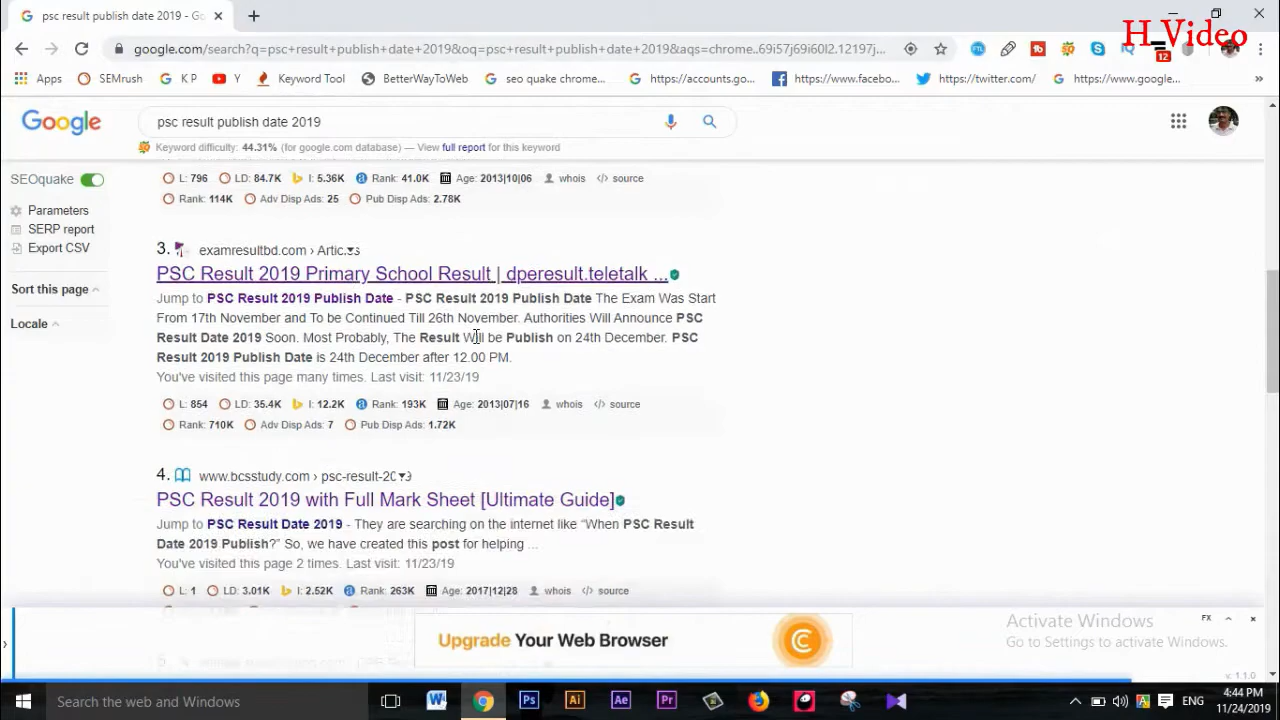 psc result publish date 2019 - Go
H Video
google.com/search?q=psc+result+publish+date+2019&oq=psc+result+publish+date+2019&aqs=chrome..69i57j69i60l2.12197j...
12
Apps SEMrush K P Y Keyword Tool BetterWayToWeb seo quake chrome... https://accounts.go... https://www.facebo... https://twitter.com/ https://www.google... »
Google psc result publish date 2019
Keyword difficulty: 44.31% (for google.com database) — View full report for this keyword
SEOquake
Parameters
SERP report
Export CSV
Sort this page
Locale
L: 796 LD: 84.7K I: 5.36K Rank: 41.0K Age: 2013|10|06 whois </> source
Rank: 114K Adv Disp Ads: 25 Pub Disp Ads: 2.78K
3. examresultbd.com › Artic
PSC Result 2019 Primary School Result | dperesult.teletalk ...
Jump to PSC Result 2019 Publish Date - PSC Result 2019 Publish Date The Exam Was Start
From 17th November and To be Continued Till 26th November. Authorities Will Announce PSC
Result Date 2019 Soon. Most Probably, The Result Will be Publish on 24th December. PSC
Result 2019 Publish Date is 24th December after 12.00 PM.
You've visited this page many times. Last visit: 11/23/19
L: 854 LD: 35.4K I: 12.2K Rank: 193K Age: 2013|07|16 whois </> source
Rank: 710K Adv Disp Ads: 7 Pub Disp Ads: 1.72K
4. www.bcsstudy.com › psc-result-20
PSC Result 2019 with Full Mark Sheet [Ultimate Guide]
Jump to PSC Result Date 2019 - They are searching on the internet like “When PSC Result
Date 2019 Publish?” So, we have created this post for helping ...
You've visited this page 2 times. Last visit: 11/23/19
L: 1 LD: 3.01K I: 2.52K Rank: 263K Age: 2017|12|28 whois </> source
Upgrade Your Web Browser
FX
Activate Windows
Go to Settings to activate Windows.
v. 1.1.0
Search the web and Windows
W Ps Ai Ae Pr
ENG
4:44 PM
11/24/2019